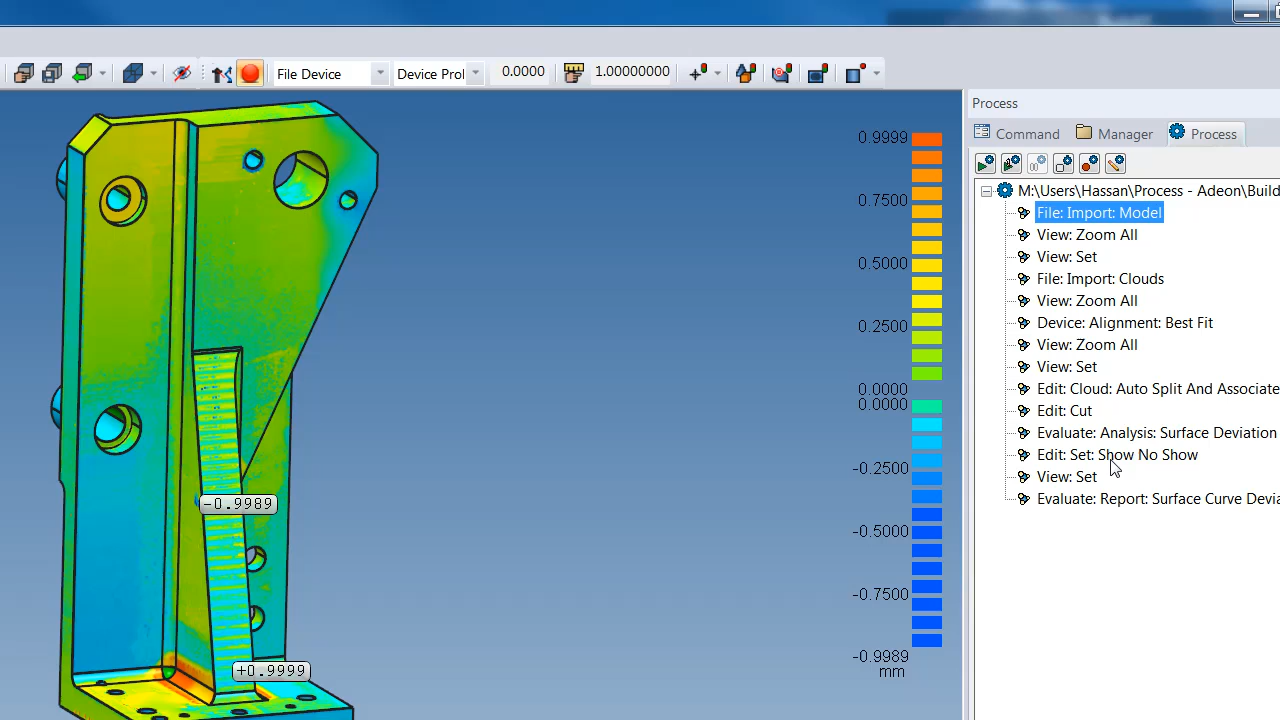 File Device
Device Prol
0.0000
1.00000000
Process
Command
Manager
Process
M:\Users\Hassan\Process - Adeon\Build
File: Import: Model
View: Zoom All
View: Set
File: Import: Clouds
View: Zoom All
Device: Alignment: Best Fit
View: Zoom All
View: Set
Edit: Cloud: Auto Split And Associate
Edit: Cut
Evaluate: Analysis: Surface Deviation
Edit: Set: Show No Show
View: Set
Evaluate: Report: Surface Curve Devia
0.9999
0.7500
0.5000
0.2500
0.0000
0.0000
-0.2500
-0.5000
-0.7500
-0.9989
mm
-0.9989
+0.9999